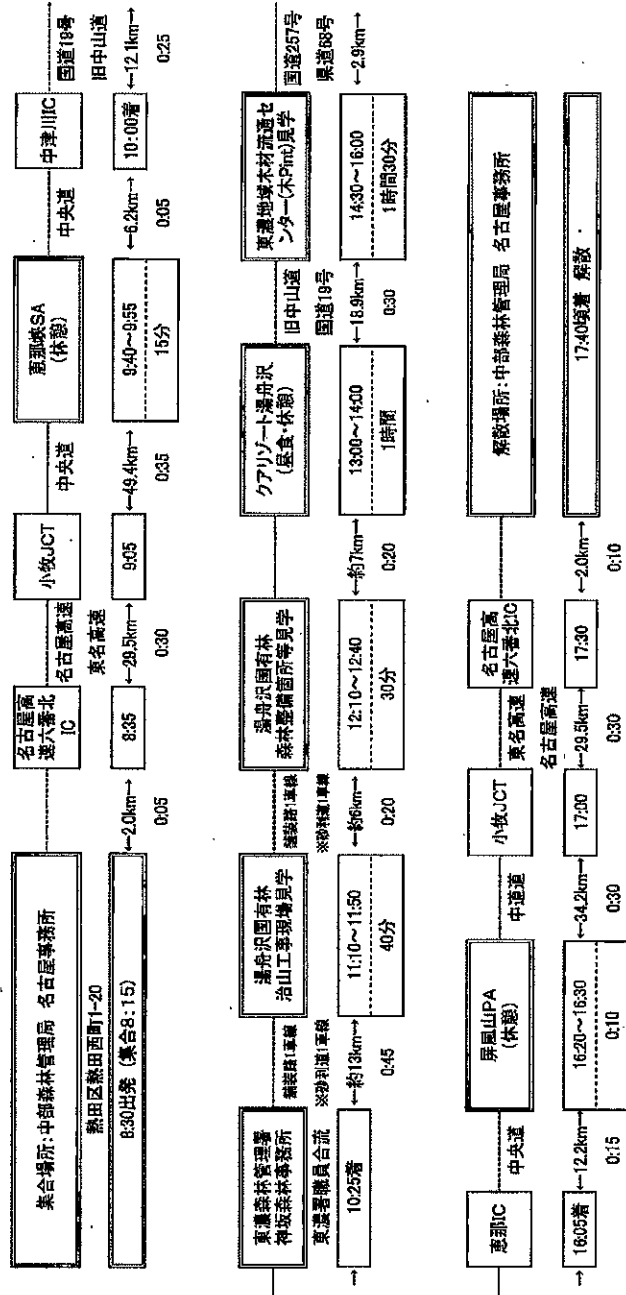 集合場所:中部森林管理局 名古屋事務所
熱田区熱田西町1-20
8:30出発 (集合8:15)
←2.0km→
0:05
名古屋高
速六番北
IC
8:35
名古屋高速
東名高速
←29.5km→
0:30
小牧JCT
9:05
中央道
←49.4km→
0:35
恵那峡SA
(休憩)
9:40～9:55
15分
中央道
←6.2km→
0:05
中津川IC
10:00着
国道19号
旧中山道
←12.1km→
0:25
東濃森林管理署
神坂森林事務所
東濃署職員合流
→
10:25着
舗装路1車線
※砂利道1車線
←約13km→
0:45
湯舟沢国有林
治山工事現場見学
11:10～11:50
40分
舗装路1車線
※砂利道1車線
←約6km→
0:20
湯舟沢国有林
森林整備箇所等見学
12:10～12:40
30分
←約7km→
0:20
クアリゾート湯舟沢
(昼食・休憩)
13:00～14:00
1時間
旧中山道
国道19号
←18.9km→
0:30
東濃地域木材流通セ
ンター(木Pint)見学
14:30～16:00
1時間30分
国道257号
県道68号
←2.9km→
恵那IC
→
16:05着
中央道
←12.2km→
0:15
屏風山PA
(休憩)
16:20～16:30
0:10
中道道
←34.2km→
0:30
小牧JCT
17:00
東名高速
名古屋高速
←29.5km→
0:30
名古屋高
速六番北IC
17:30
←2.0km→
0:10
解散場所:中部森林管理局 名古屋事務所
17:40頃着 解散